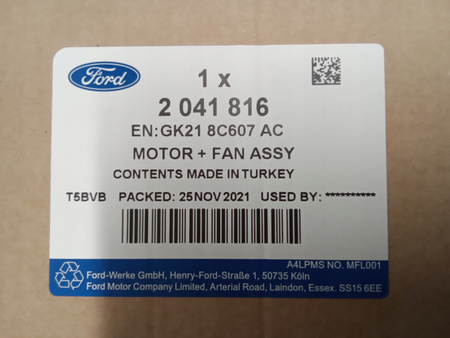 Ford
1 x
2 041 816
EN:GK21 8C607 AC
MOTOR + FAN ASSY
CONTENTS MADE IN TURKEY
T5BVB PACKED: 25NOV2021 USED BY: **********
A4LPMS NO. MFL001
Ford-Werke GmbH, Henry-Ford-Straße 1, 50735 Köln
Ford Motor Company Limited, Arterial Road, Laindon, Essex. SS15 6EE